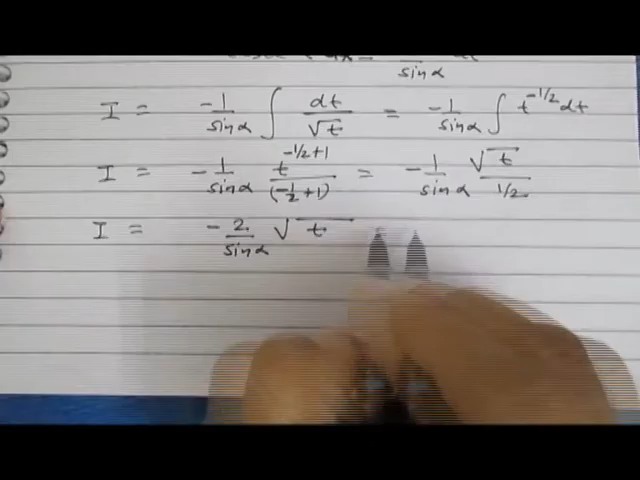 sinα
I = -1/sinα ∫ dt/√t = -1/sinα ∫ t^-1/2 dt
I = -1/sinα t^-1/2+1/(-1/2+1) = -1/sinα √t/1/2
I = -2/sinα √t